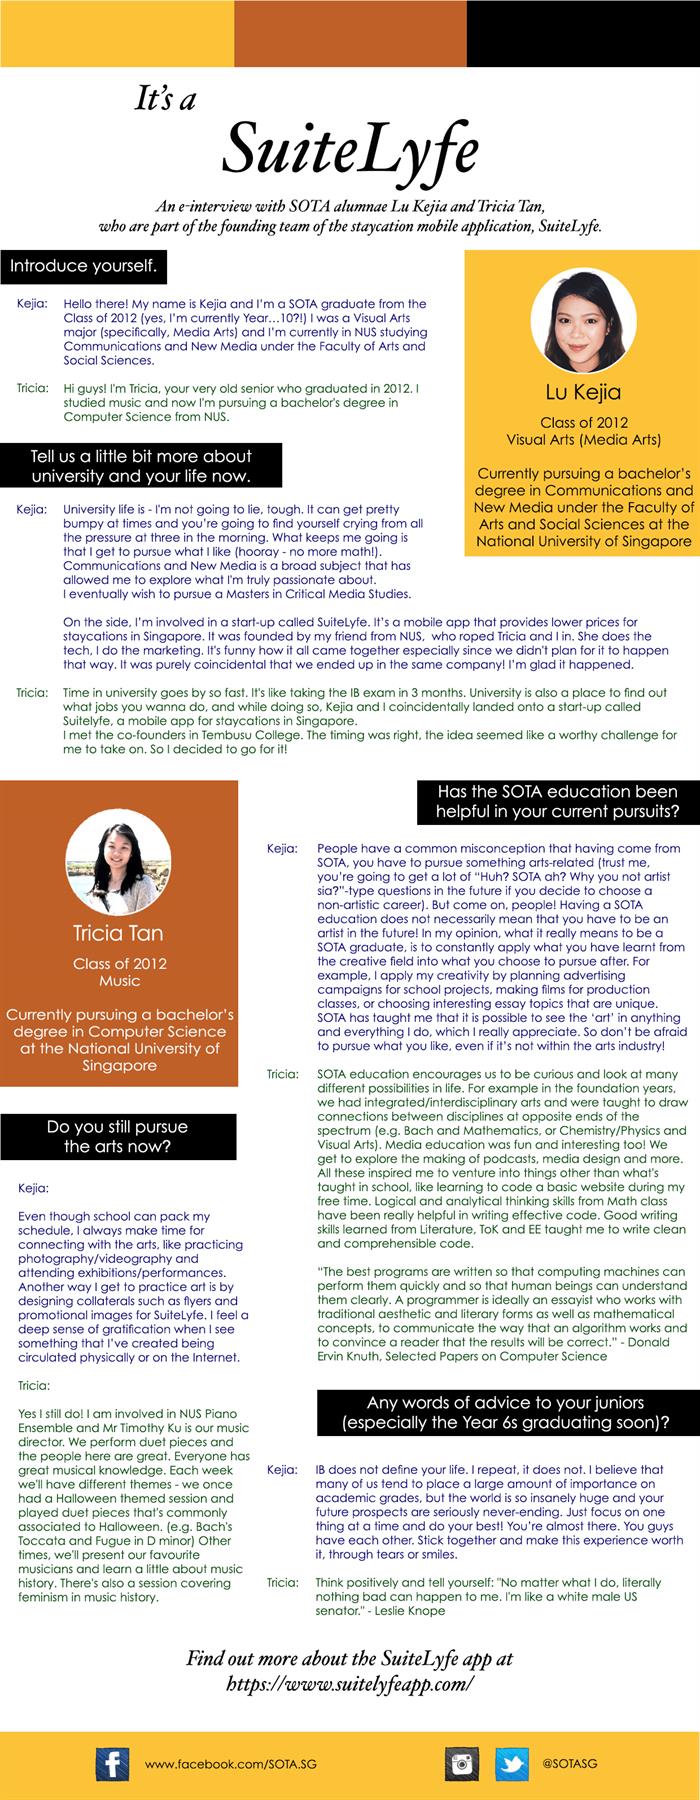 It's a
SuiteLyfe
An e-interview with SOTA alumnae Lu Kejia and Tricia Tan,
who are part of the founding team of the staycation mobile application, SuiteLyfe.
Introduce yourself.
Kejia: Hello there! My name is Kejia and I'm a SOTA graduate from the
Class of 2012 (yes, I'm currently Year...10?!) I was a Visual Arts
major (specifically, Media Arts) and I'm currently in NUS studying
Communications and New Media under the Faculty of Arts and
Social Sciences.
Tricia: Hi guys! I'm Tricia, your very old senior who graduated in 2012. I
studied music and now I'm pursuing a bachelor's degree in
Computer Science from NUS.
Lu Kejia
Class of 2012
Visual Arts (Media Arts)
Currently pursuing a bachelor's
degree in Communications and
New Media under the Faculty of
Arts and Social Sciences at the
National University of Singapore
Tell us a little bit more about
university and your life now.
Kejia: University life is - I'm not going to lie, tough. It can get pretty
bumpy at times and you're going to find yourself crying from all
the pressure at three in the morning. What keeps me going is
that I get to pursue what I like (hooray - no more math!).
Communications and New Media is a broad subject that has
allowed me to explore what I'm truly passionate about.
I eventually wish to pursue a Masters in Critical Media Studies.
On the side, I'm involved in a start-up called SuiteLyfe. It's a mobile app that provides lower prices for
staycations in Singapore. It was founded by my friend from NUS, who roped Tricia and I in. She does the
tech, I do the marketing. It's funny how it all came together especially since we didn't plan for it to happen
that way. It was purely coincidental that we ended up in the same company! I'm glad it happened.
Tricia: Time in university goes by so fast. It's like taking the IB exam in 3 months. University is also a place to find out
what jobs you wanna do, and while doing so, Kejia and I coincidentally landed onto a start-up called
Suitelyfe, a mobile app for staycations in Singapore.
I met the co-founders in Tembusu College. The timing was right, the idea seemed like a worthy challenge for
me to take on. So I decided to go for it!
Tricia Tan
Class of 2012
Music
Currently pursuing a bachelor's
degree in Computer Science
at the National University of
Singapore
Has the SOTA education been
helpful in your current pursuits?
Kejia: People have a common misconception that having come from
SOTA, you have to pursue something arts-related (trust me,
you're going to get a lot of "Huh? SOTA ah? Why you not artist
sia?"-type questions in the future if you decide to choose a
non-artistic career). But come on, people! Having a SOTA
education does not necessarily mean that you have to be an
artist in the future! In my opinion, what it really means to be a
SOTA graduate, is to constantly apply what you have learnt from
the creative field into what you choose to pursue after. For
example, I apply my creativity by planning advertising
campaigns for school projects, making films for production
classes, or choosing interesting essay topics that are unique.
SOTA has taught me that it is possible to see the 'art' in anything
and everything I do, which I really appreciate. So don't be afraid
to pursue what you like, even if it's not within the arts industry!
Tricia: SOTA education encourages us to be curious and look at many
different possibilities in life. For example in the foundation years,
we had integrated/interdisciplinary arts and were taught to draw
connections between disciplines at opposite ends of the
spectrum (e.g. Bach and Mathematics, or Chemistry/Physics and
Visual Arts). Media education was fun and interesting too! We
get to explore the making of podcasts, media design and more.
All these inspired me to venture into things other than what's
taught in school, like learning to code a basic website during my
free time. Logical and analytical thinking skills from Math class
have been really helpful in writing effective code. Good writing
skills learned from Literature, ToK and EE taught me to write clean
and comprehensible code.
"The best programs are written so that computing machines can
perform them quickly and so that human beings can understand
them clearly. A programmer is ideally an essayist who works with
traditional aesthetic and literary forms as well as mathematical
concepts, to communicate the way that an algorithm works and
to convince a reader that the results will be correct." - Donald
Ervin Knuth, Selected Papers on Computer Science
Do you still pursue
the arts now?
Kejia:
Even though school can pack my
schedule, I always make time for
connecting with the arts, like practicing
photography/videography and
attending exhibitions/performances.
Another way I get to practice art is by
designing collaterals such as flyers and
promotional images for SuiteLyfe. I feel a
deep sense of gratification when I see
something that I've created being
circulated physically or on the Internet.
Tricia:
Yes I still do! I am involved in NUS Piano
Ensemble and Mr Timothy Ku is our music
director. We perform duet pieces and
the people here are great. Everyone has
great musical knowledge. Each week
we'll have different themes - we once
had a Halloween themed session and
played duet pieces that's commonly
associated to Halloween. (e.g. Bach's
Toccata and Fugue in D minor) Other
times, we'll present our favourite
musicians and learn a little about music
history. There's also a session covering
feminism in music history.
Any words of advice to your juniors
(especially the Year 6s graduating soon)?
Kejia: IB does not define your life. I repeat, it does not. I believe that
many of us tend to place a large amount of importance on
academic grades, but the world is so insanely huge and your
future prospects are seriously never-ending. Just focus on one
thing at a time and do your best! You're almost there. You guys
have each other. Stick together and make this experience worth
it, through tears or smiles.
Tricia: Think positively and tell yourself: "No matter what I do, literally
nothing bad can happen to me. I'm like a white male US
senator." - Leslie Knope
Find out more about the SuiteLyfe app at
https://www.suitelyfeapp.com/
www.facebook.com/SOTA.SG
@SOTASG